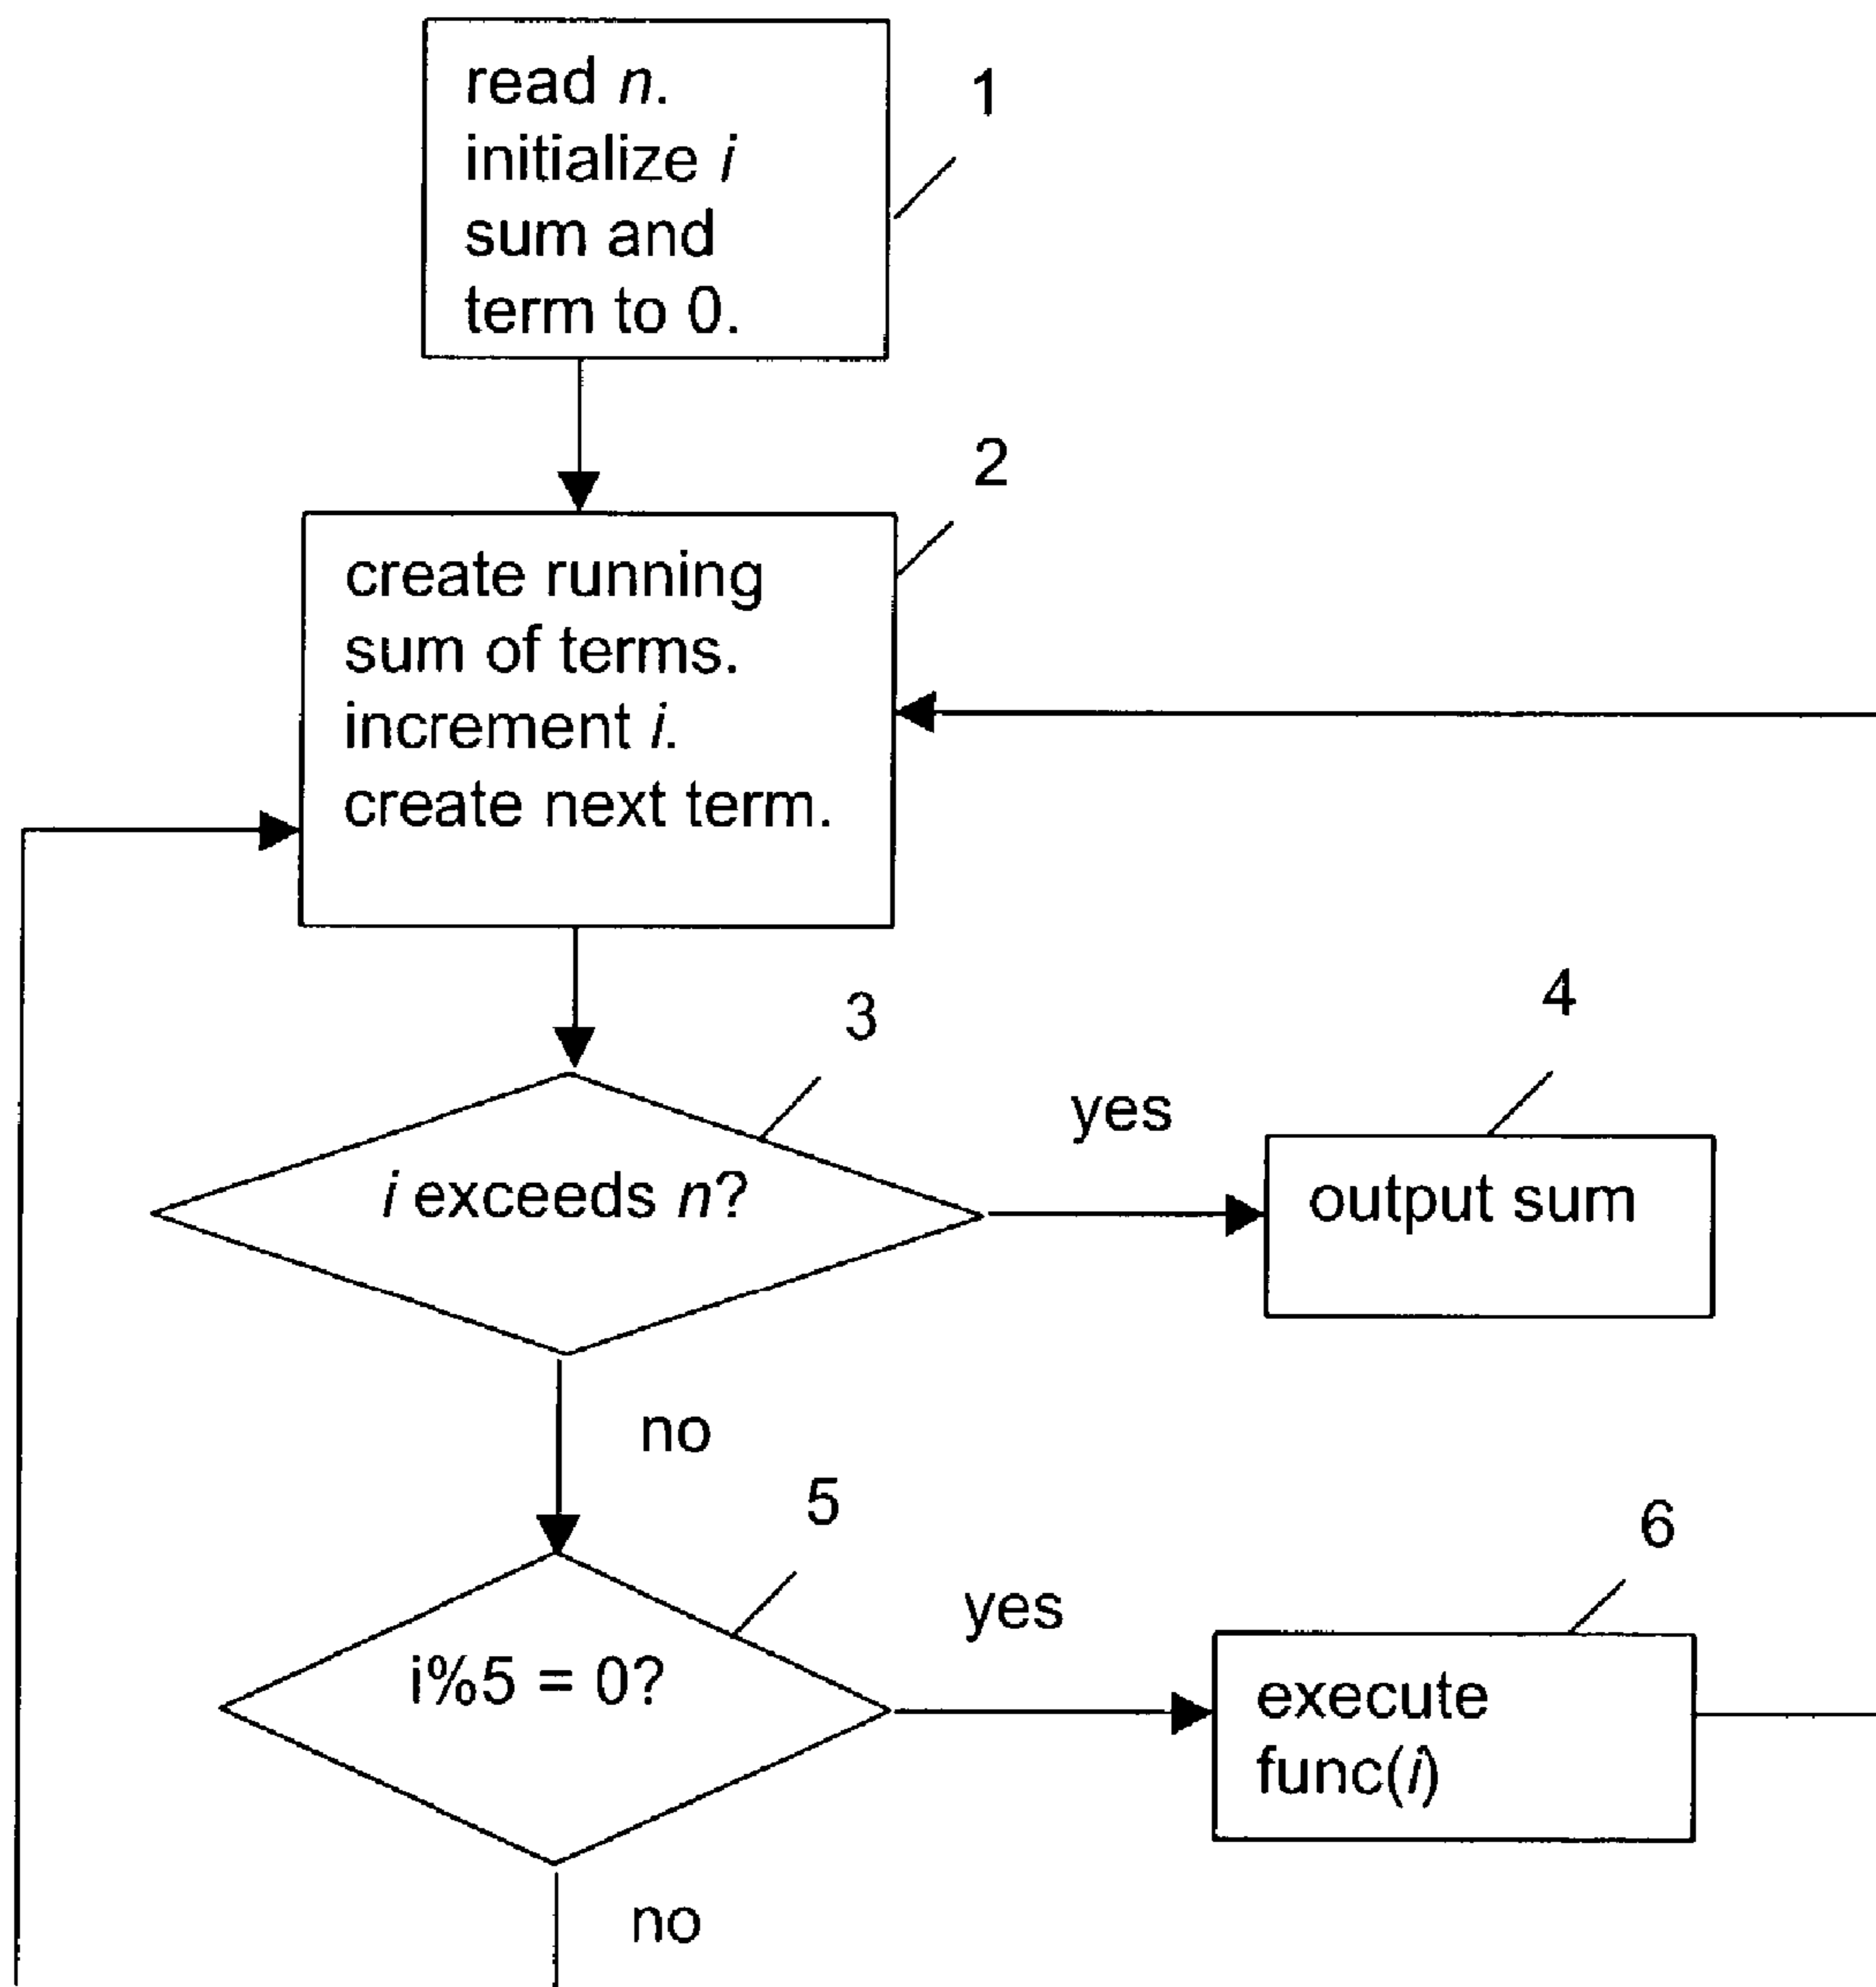 read n.
initialize i
sum and
term to 0.
1
2
create running
sum of terms.
increment i.
create next term.
3
i exceeds n?
yes
4
output sum
no
5
i%5 = 0?
yes
6
execute
func(i)
no